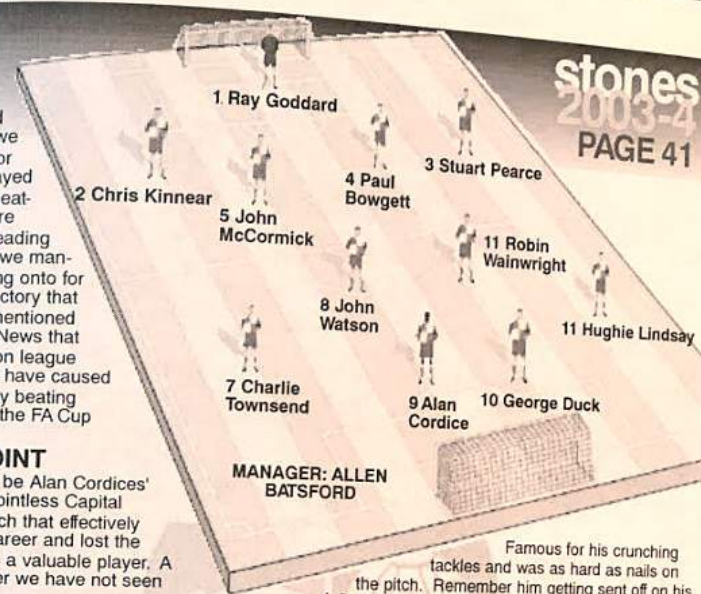 stones
2003-4
PAGE 41
1. Ray Goddard
2 Chris Kinnear
5 John
McCormick
4 Paul
Bowgett
3 Stuart Pearce
8 John
Watson
11 Robin
Wainwright
11 Hughie Lindsay
7 Charlie
Townsend
9 Alan
Cordice
10 George Duck
MANAGER: ALLEN
BATSFORD
we
or
re
eading
we man-
ng onto for
ctory that
mentioned
News that
on league
have caused
y beating
the FA Cup
OINT
be Alan Cordices'
ointless Capital
ch that effectively
areer and lost the
a valuable player. A
er we have not seen
Famous for his crunching
tackles and was as hard as nails on
the pitch. Remember him getting sent off on his